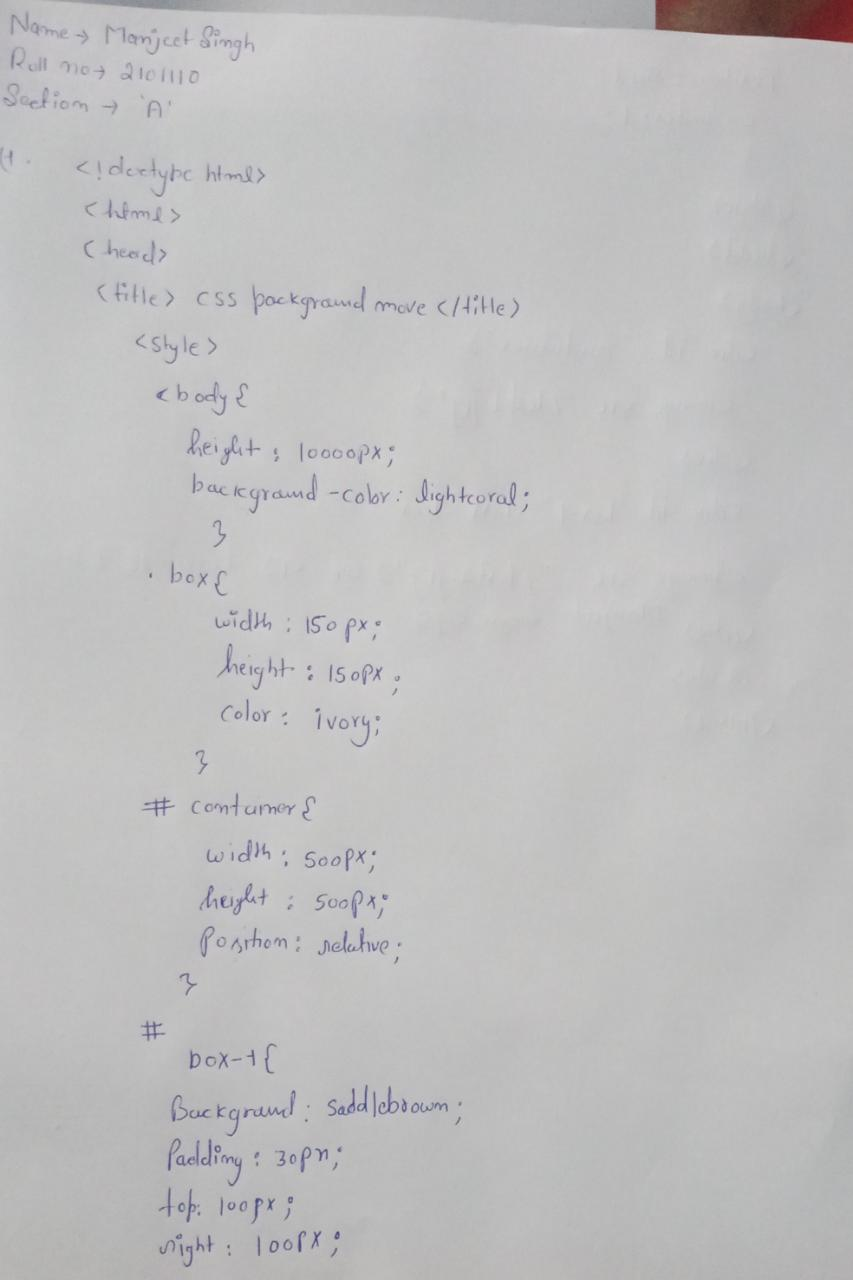 Name → Manjeet Singh
Roll no → 2101110
Section → 'A'
<!doctype html>
<html>
<head>
<title> CSS background move </title>
<style>
<body{
height : 10000px;
background-color: lightcoral;
}
. box{
width : 150px;
height : 150px;
color : ivory;
}
# container{
width : 500px;
height : 500px;
Position : relative;
}
#
box-1{
Background : saddlebrown;
Padding : 30px;
top: 100px;
right : 100px;